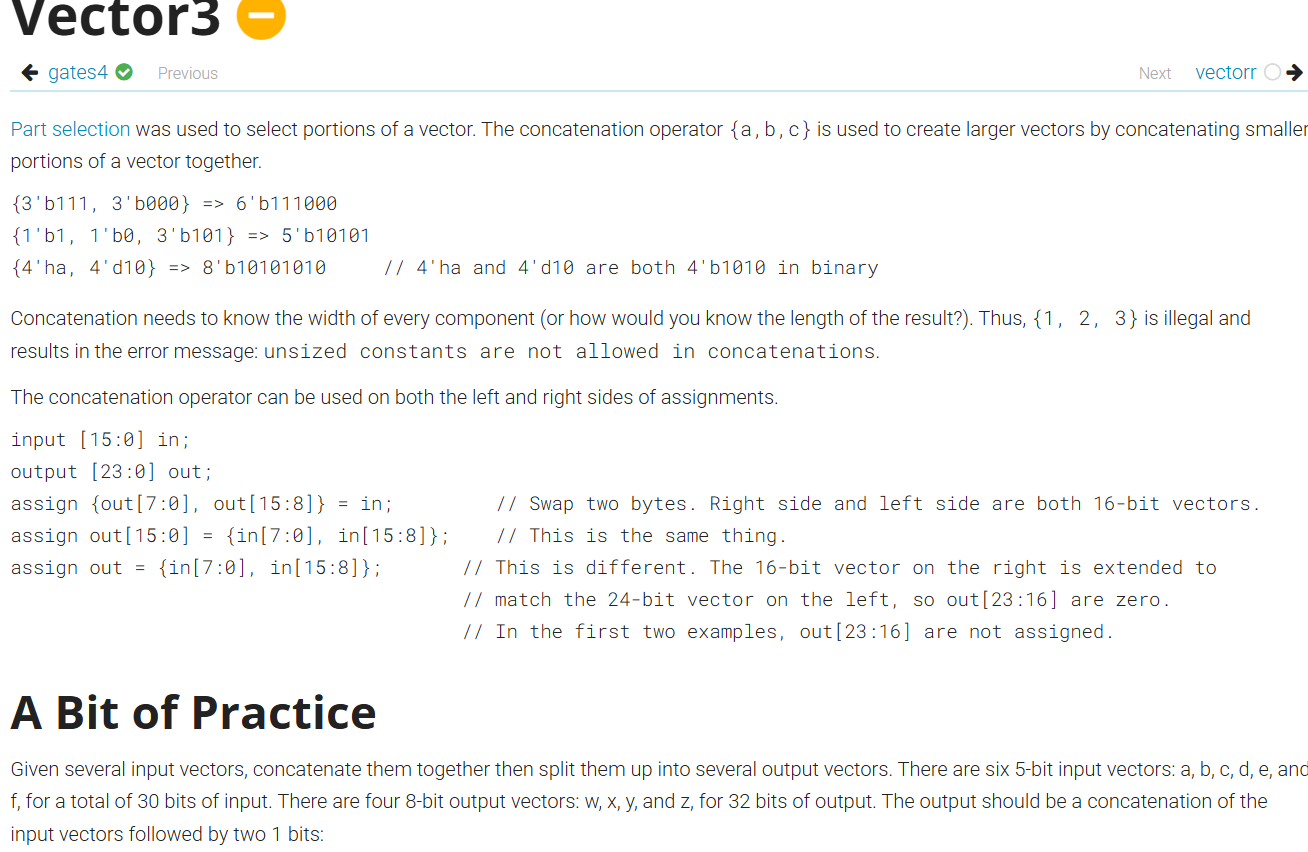 Vector3
gates4 Previous
Next vectorr
Part selection was used to select portions of a vector. The concatenation operator {a,b,c} is used to create larger vectors by concatenating smaller
portions of a vector together.
{3'b111, 3'b000} => 6'b111000
{1'b1, 1'b0, 3'b101} => 5'b10101
{4'ha, 4'd10} => 8'b10101010     // 4'ha and 4'd10 are both 4'b1010 in binary
Concatenation needs to know the width of every component (or how would you know the length of the result?). Thus, {1, 2, 3} is illegal and
results in the error message: unsized constants are not allowed in concatenations.
The concatenation operator can be used on both the left and right sides of assignments.
input [15:0] in;
output [23:0] out;
assign {out[7:0], out[15:8]} = in;         // Swap two bytes. Right side and left side are both 16-bit vectors.
assign out[15:0] = {in[7:0], in[15:8]};    // This is the same thing.
assign out = {in[7:0], in[15:8]};       // This is different. The 16-bit vector on the right is extended to
// match the 24-bit vector on the left, so out[23:16] are zero.
// In the first two examples, out[23:16] are not assigned.
A Bit of Practice
Given several input vectors, concatenate them together then split them up into several output vectors. There are six 5-bit input vectors: a, b, c, d, e, and
f, for a total of 30 bits of input. There are four 8-bit output vectors: w, x, y, and z, for 32 bits of output. The output should be a concatenation of the
input vectors followed by two 1 bits: